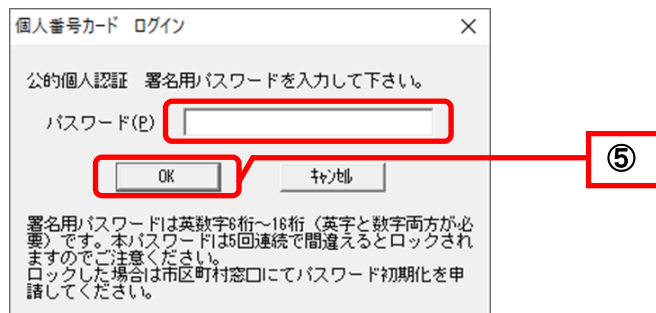 個人番号カード ログイン
公的個人認証 署名用パスワードを入力して下さい。
パスワード(P)
OK
キャンセル
⑤
署名用パスワードは英数字6桁～16桁（英字と数字両方が必
要）です。本パスワードは5回連続で間違えるとロックされ
ますのでご注意ください。
ロックした場合は市区町村窓口にてパスワード初期化を申
請してください。